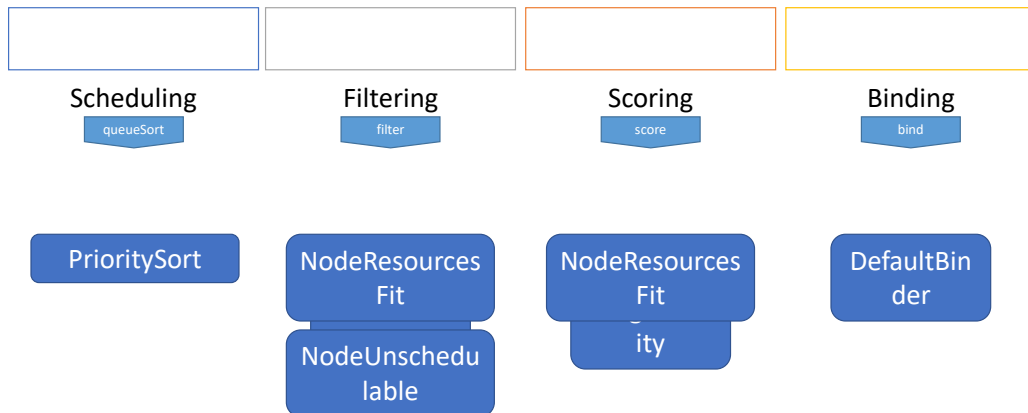 Scheduling
Filtering
Scoring
Binding
queueSort
filter
score
bind
PrioritySort
NodeResources
Fit
NodeUnschedu
lable
NodeResources
Fit
ity
DefaultBin
der